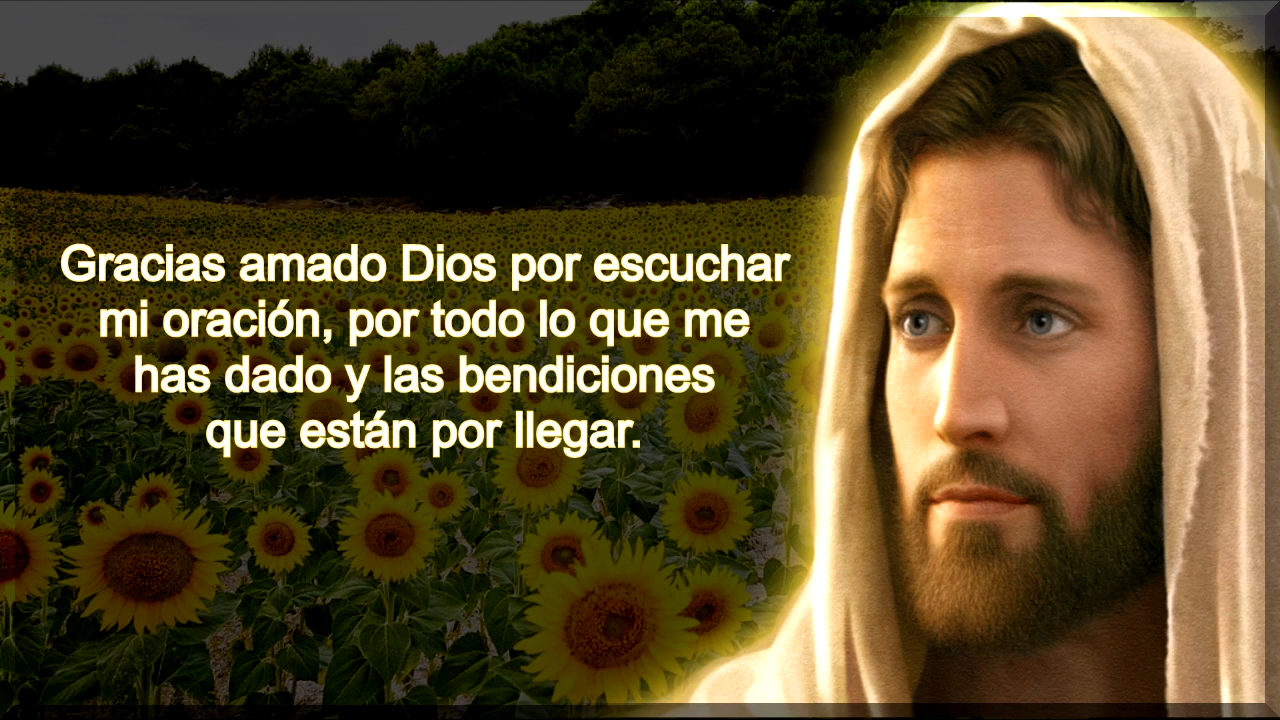 Gracias amado Dios por escuchar
mi oración, por todo lo que me
has dado y las bendiciones
que están por llegar.